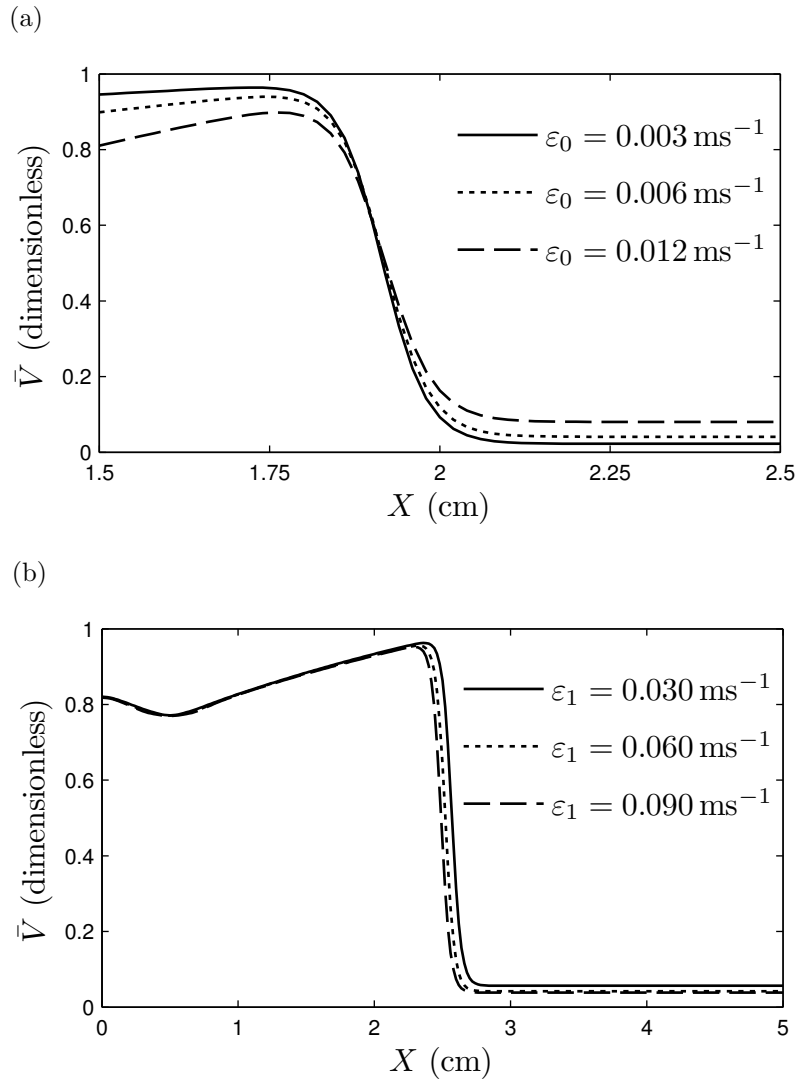 (a)
1
0.8
0.6
0.4
0.2
0
V̄ (dimensionless)
ε₀ = 0.003 ms⁻¹
ε₀ = 0.006 ms⁻¹
ε₀ = 0.012 ms⁻¹
1.5 1.75 2 2.25 2.5
X (cm)
(b)
1
0.8
0.6
0.4
0.2
0
V̄ (dimensionless)
ε₁ = 0.030 ms⁻¹
ε₁ = 0.060 ms⁻¹
ε₁ = 0.090 ms⁻¹
0 1 2 3 4 5
X (cm)